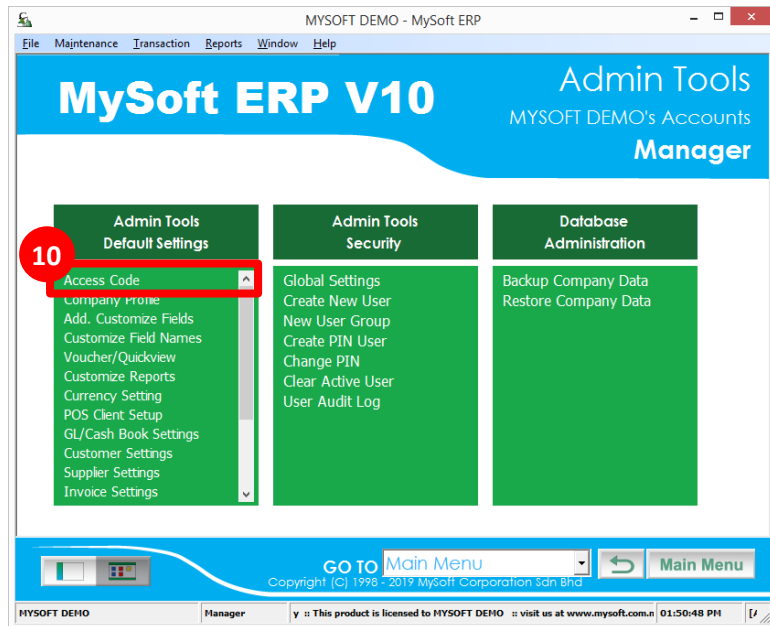 MYSOFT DEMO - MySoft ERP
File Maintenance Transaction Reports Window Help
MySoft ERP V10
Admin Tools
MYSOFT DEMO's Accounts
Manager
Admin Tools
Default Settings
10
Access Code
Company Profile
Add. Customize Fields
Customize Field Names
Voucher/Quickview
Customize Reports
Currency Setting
POS Client Setup
GL/Cash Book Settings
Customer Settings
Supplier Settings
Invoice Settings
Admin Tools
Security
Global Settings
Create New User
New User Group
Create PIN User
Change PIN
Clear Active User
User Audit Log
Database
Administration
Backup Company Data
Restore Company Data
GO TO Main Menu
Main Menu
Copyright (C) 1998 - 2019 MySoft Corporation Sdn Bhd
MYSOFT DEMO Manager y :: This product is licensed to MYSOFT DEMO :: visit us at www.mysoft.com.n 01:50:48 PM